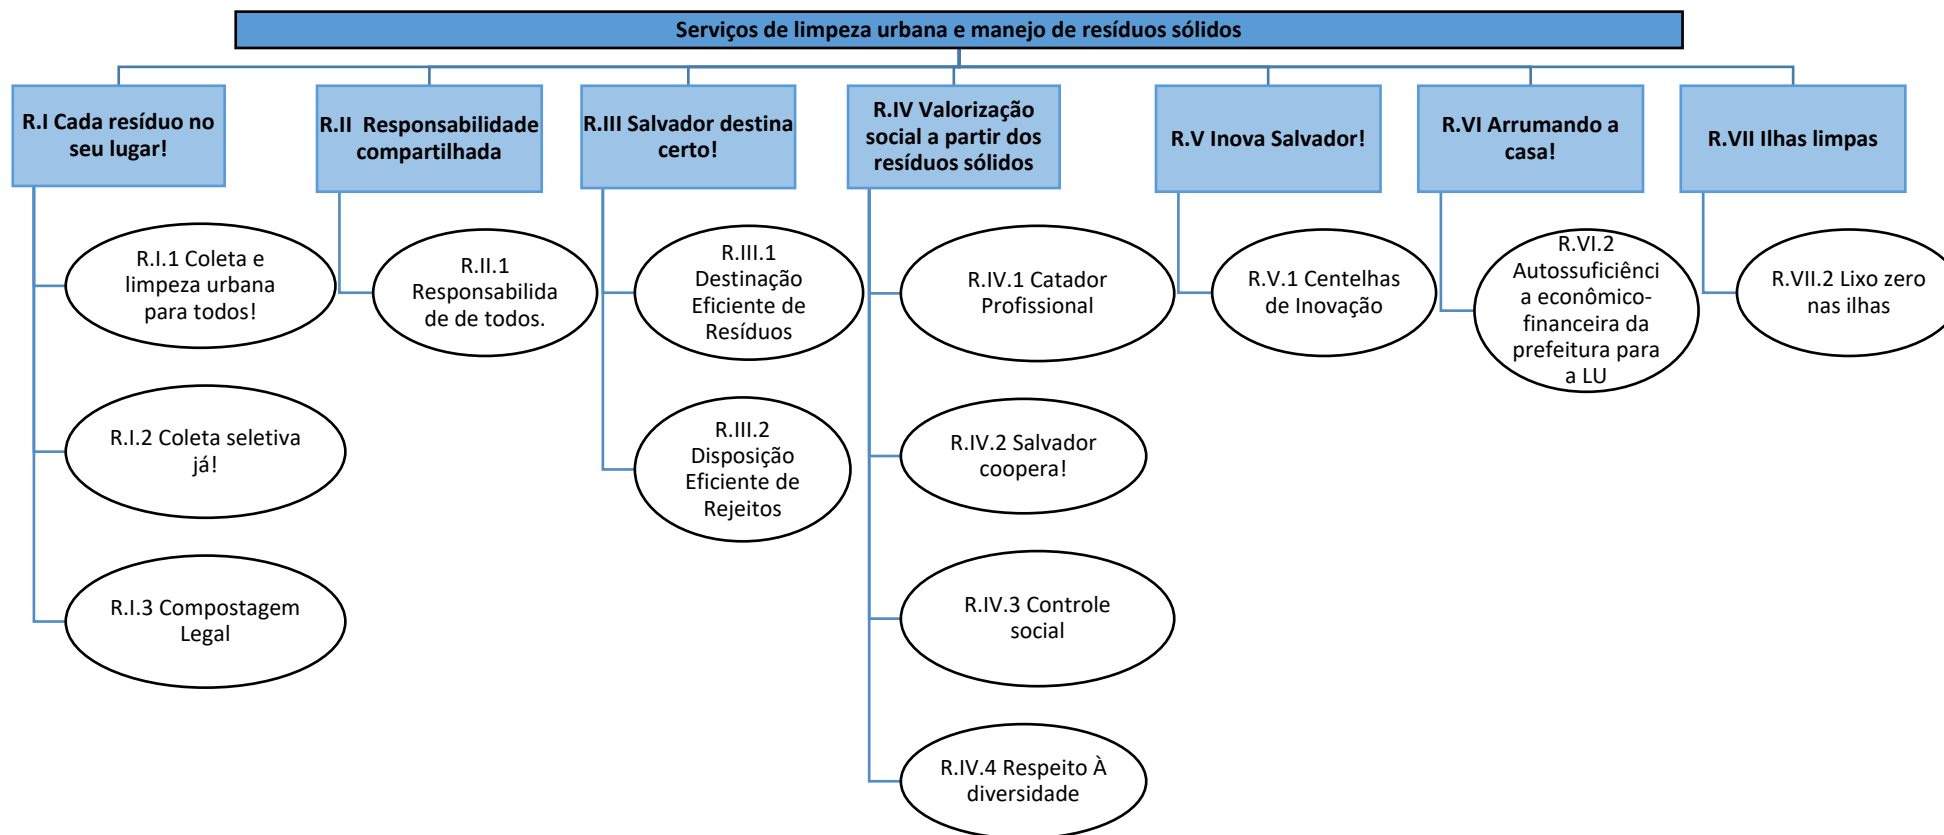 Serviços de limpeza urbana e manejo de resíduos sólidos
R.I Cada resíduo no
seu lugar!
R.I.1 Coleta e
limpeza urbana
para todos!
R.I.2 Coleta seletiva
já!
R.I.3 Compostagem
Legal
R.II Responsabilidade
compartilhada
R.II.1
Responsabilida
de de todos.
R.III Salvador destina
certo!
R.III.1
Destinação
Eficiente de
Resíduos
R.III.2
Disposição
Eficiente de
Rejeitos
R.IV Valorização
social a partir dos
resíduos sólidos
R.IV.1 Catador
Profissional
R.IV.2 Salvador
coopera!
R.IV.3 Controle
social
R.IV.4 Respeito À
diversidade
R.V Inova Salvador!
R.V.1 Centelhas
de Inovação
R.VI Arrumando a
casa!
R.VI.2
Autossuficiênci
a econômico-
financeira da
prefeitura para
a LU
R.VII Ilhas limpas
R.VII.2 Lixo zero
nas ilhas